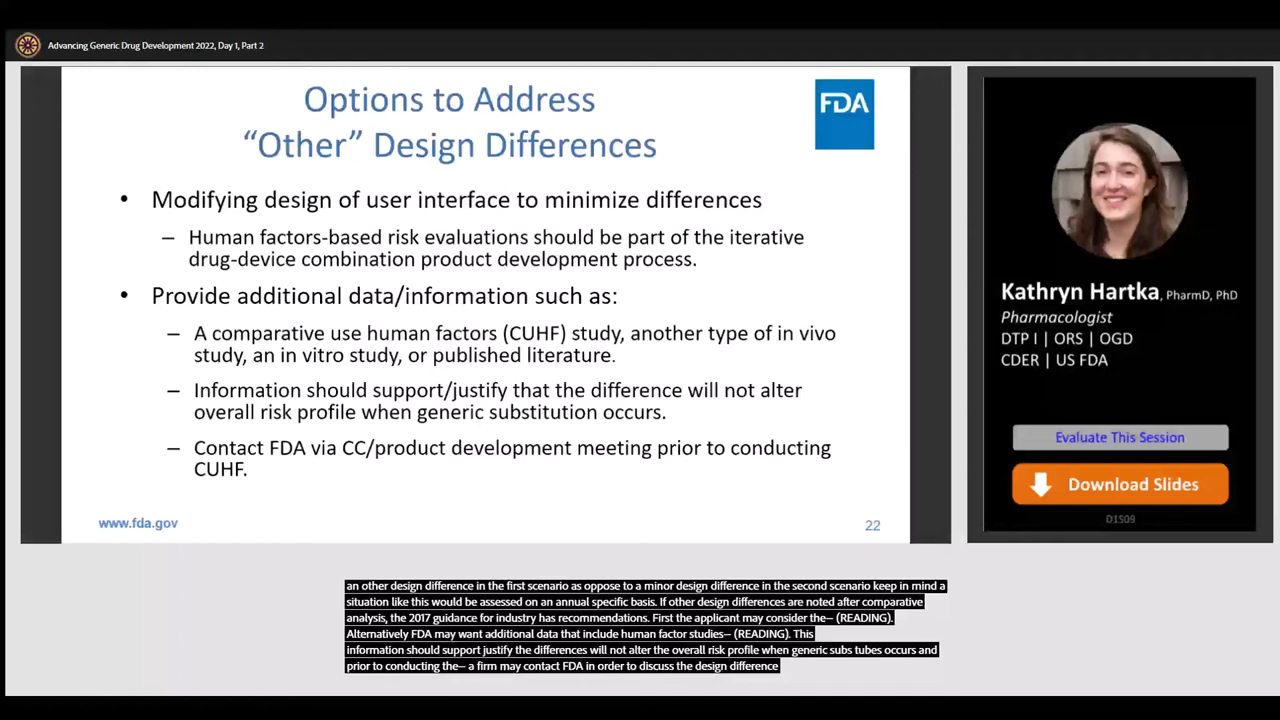 Advancing Generic Drug Development 2022, Day 1, Part 2
Options to Address
“Other” Design Differences
FDA
• Modifying design of user interface to minimize differences
– Human factors-based risk evaluations should be part of the iterative
drug-device combination product development process.
• Provide additional data/information such as:
– A comparative use human factors (CUHF) study, another type of in vivo
study, an in vitro study, or published literature.
– Information should support/justify that the difference will not alter
overall risk profile when generic substitution occurs.
– Contact FDA via CC/product development meeting prior to conducting
CUHF.
www.fda.gov
22
Kathryn Hartka, PharmD, PhD
Pharmacologist
DTP I | ORS | OGD
CDER | US FDA
Evaluate This Session
Download Slides
D1S09
an other design difference in the first scenario as oppose to a minor design difference in the second scenario keep in mind a
situation like this would be assessed on an annual specific basis. If other design differences are noted after comparative
analysis, the 2017 guidance for industry has recommendations. First the applicant may consider the-- (READING).
Alternatively FDA may want additional data that include human factor studies-- (READING). This
information should support justify the differences will not alter the overall risk profile when generic subs tubes occurs and
prior to conducting the-- a firm may contact FDA in order to discuss the design difference